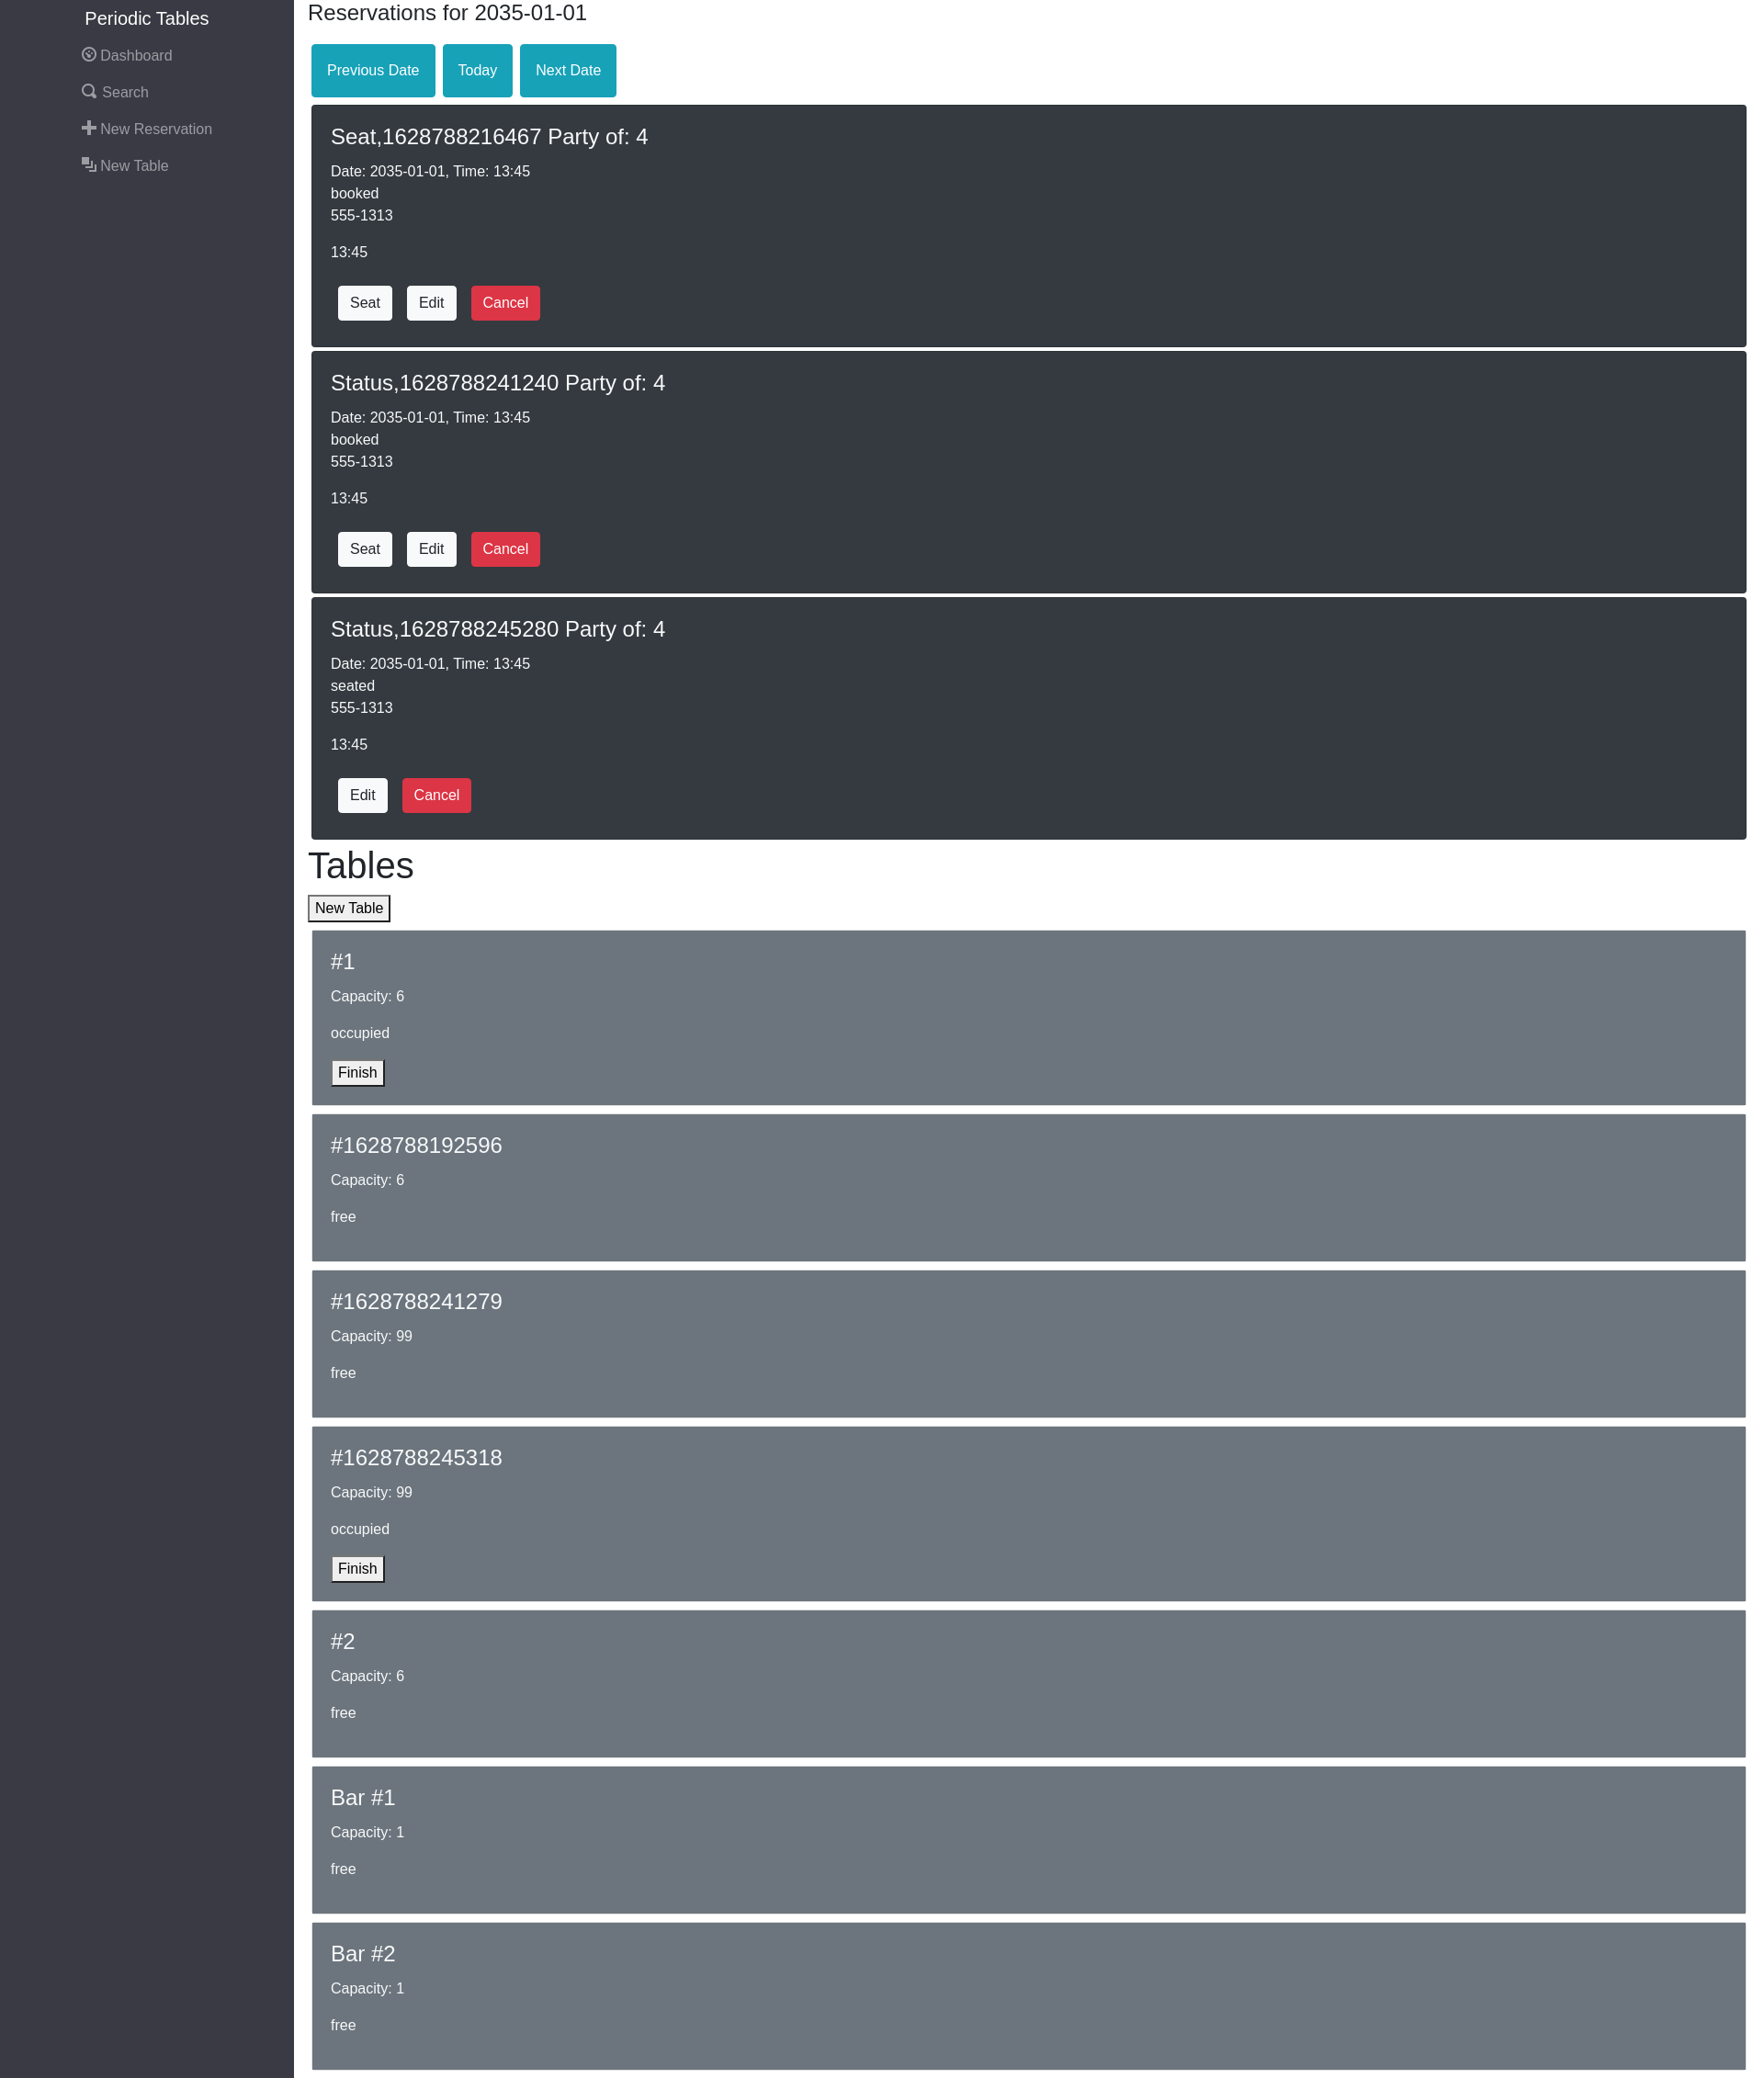 Periodic Tables
Dashboard
Search
New Reservation
New Table
Reservations for 2035-01-01
Previous Date
Today
Next Date
Seat,1628788216467 Party of: 4
Date: 2035-01-01, Time: 13:45
booked
555-1313
13:45
Seat
Edit
Cancel
Status,1628788241240 Party of: 4
Date: 2035-01-01, Time: 13:45
booked
555-1313
13:45
Seat
Edit
Cancel
Status,1628788245280 Party of: 4
Date: 2035-01-01, Time: 13:45
seated
555-1313
13:45
Edit
Cancel
Tables
New Table
#1
Capacity: 6
occupied
Finish
#1628788192596
Capacity: 6
free
#1628788241279
Capacity: 99
free
#1628788245318
Capacity: 99
occupied
Finish
#2
Capacity: 6
free
Bar #1
Capacity: 1
free
Bar #2
Capacity: 1
free